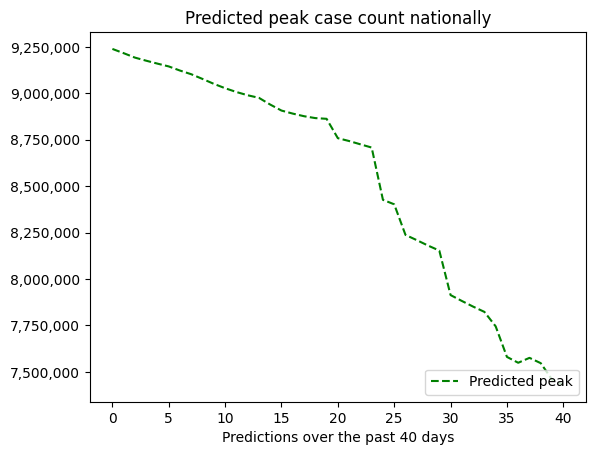 Predicted peak case count nationally
9,250,000
9,000,000
8,750,000
8,500,000
8,250,000
8,000,000
7,750,000
7,500,000
Predicted peak
0 5 10 15 20 25 30 35 40
Predictions over the past 40 days